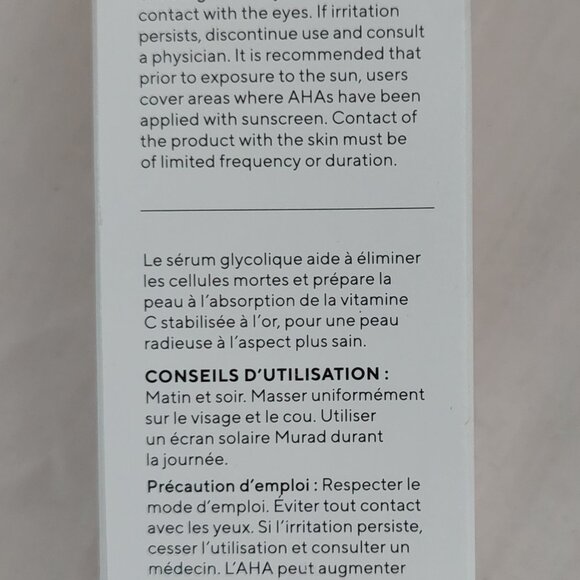 contact with the eyes. If irritation
persists, discontinue use and consult
a physician. It is recommended that
prior to exposure to the sun, users
cover areas where AHAs have been
applied with sunscreen. Contact of
the product with the skin must be
of limited frequency or duration.
Le sérum glycolique aide à éliminer
les cellules mortes et prépare la
peau à l'absorption de la vitamine
C stabilisée à l'or, pour une peau
radieuse à l'aspect plus sain.
CONSEILS D'UTILISATION :
Matin et soir. Masser uniformément
sur le visage et le cou. Utiliser
un écran solaire Murad durant
la journée.
Précaution d'emploi : Respecter le
mode d'emploi. Éviter tout contact
avec les yeux. Si l'irritation persiste,
cesser l'utilisation et consulter un
médecin. L'AHA peut augmenter